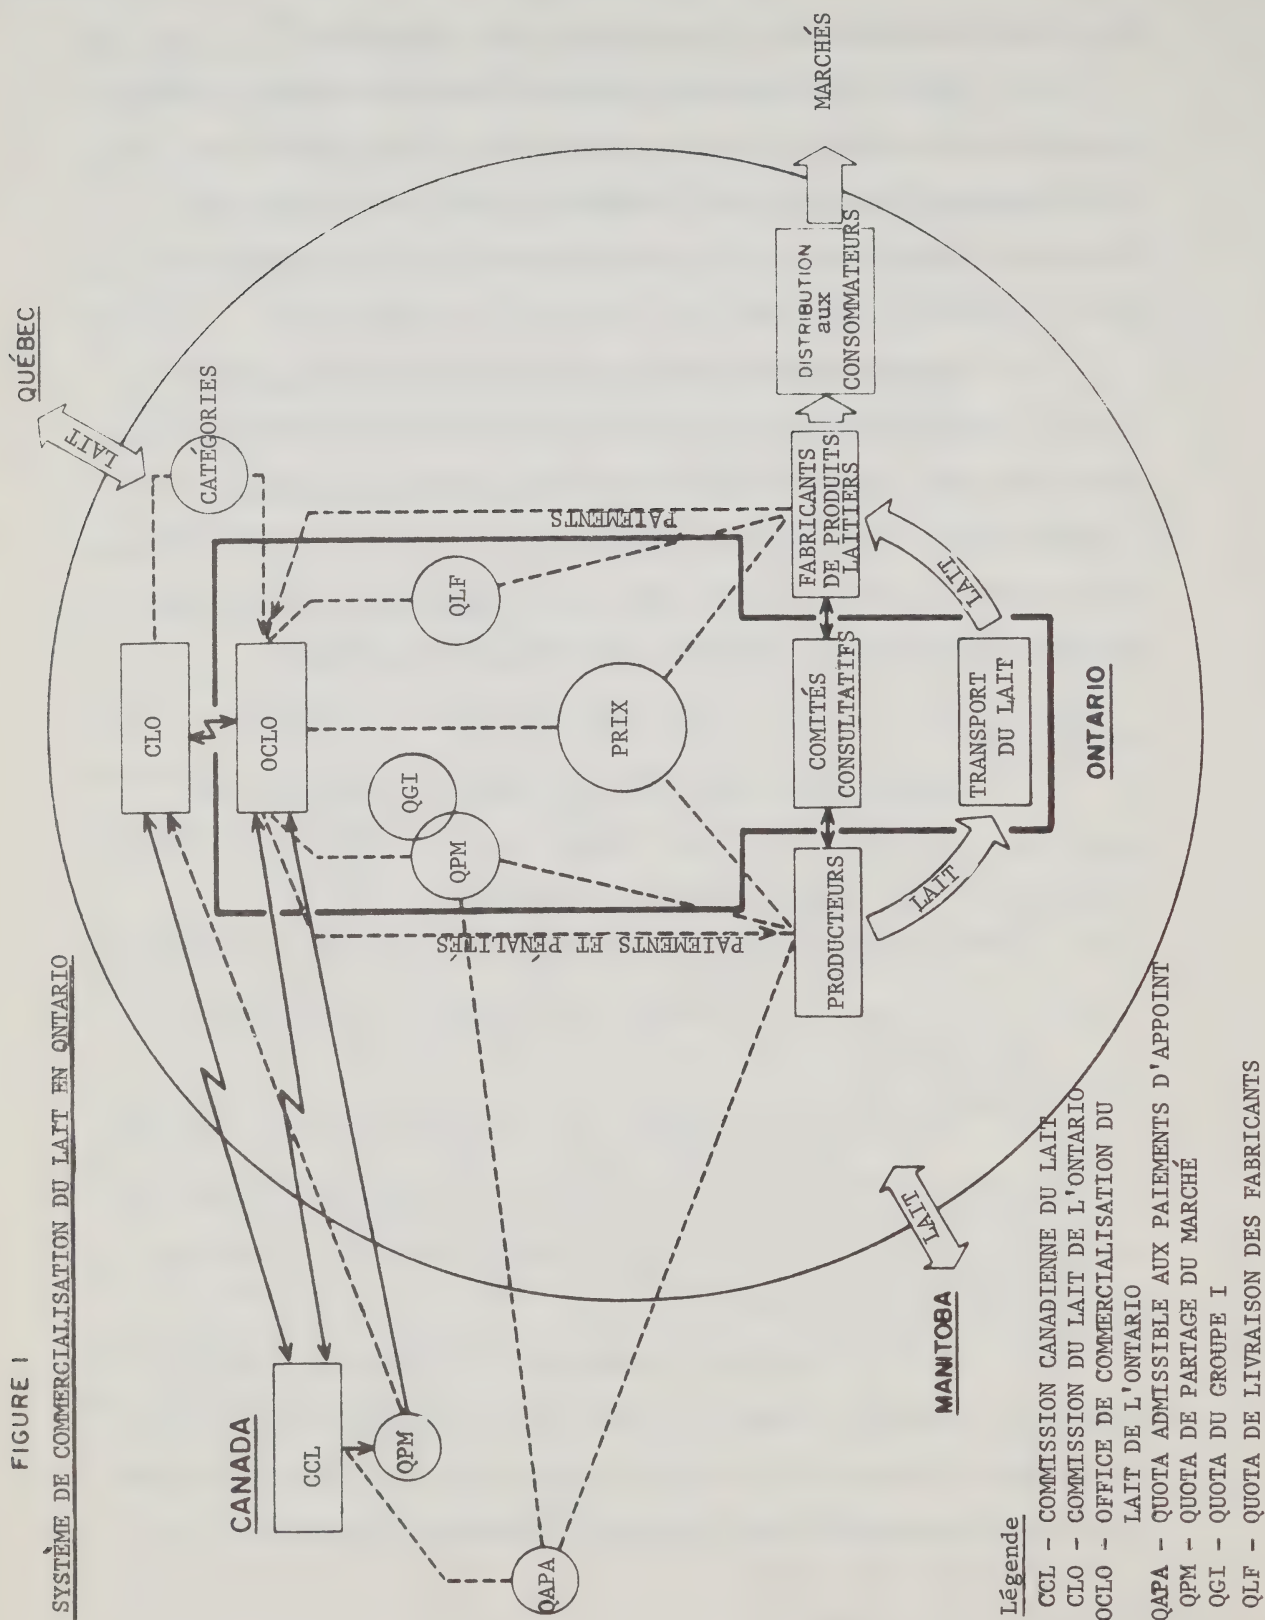 FIGURE I
SYSTÈME DE COMMERCIALISATION DU LAIT EN ONTARIO
QUÉBEC
LAIT
CATÉGORIES
CLO
OCLO
QGI
QPM
QLF
PRIX
PAIEMENTS
PAIEMENTS ET PÉNALITÉS
CANADA
CCL
QPM
QAPA
PRODUCTEURS
COMITÉS
CONSULTATIFS
FABRICANTS
DE PRODUITS
LAITIERS
DISTRIBUTION
aux
CONSOMMATEURS
MARCHÉS
LAIT
TRANSPORT
DU LAIT
LAIT
ONTARIO
LAIT
MANITOBA
Légende
CCL - COMMISSION CANADIENNE DU LAIT
CLO - COMMISSION DU LAIT DE L'ONTARIO
OCLO - OFFICE DE COMMERCIALISATION DU
LAIT DE L'ONTARIO
QAPA - QUOTA ADMISSIBLE AUX PAIEMENTS D'APPOINT
QPM - QUOTA DE PARTAGE DU MARCHÉ
QGI - QUOTA DU GROUPE I
QLF - QUOTA DE LIVRAISON DES FABRICANTS